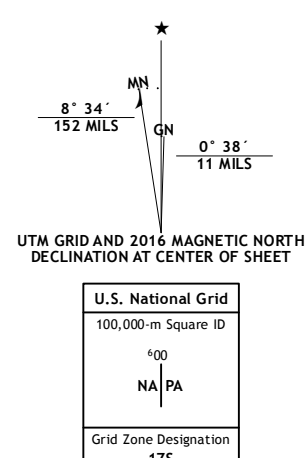 MN
8° 34´
152 MILS
GN
0° 38´
11 MILS
UTM GRID AND 2016 MAGNETIC NORTH
DECLINATION AT CENTER OF SHEET
U.S. National Grid
100,000-m Square ID
600
NA PA
Grid Zone Designation
17S